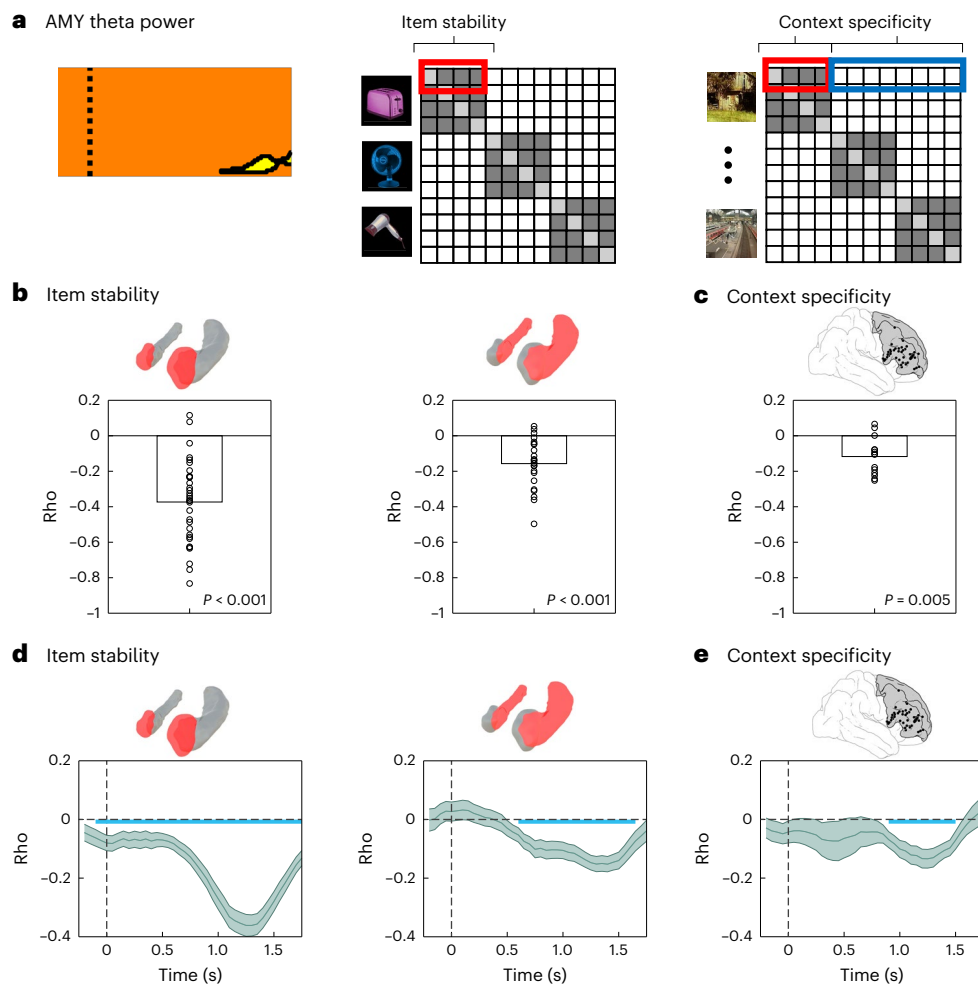 a AMY theta power
Item stability
Context specificity
b Item stability
c Context specificity
0.2
0
−0.2
−0.4
−0.6
−0.8
−1
Rho
P < 0.001
0.2
0
−0.2
−0.4
−0.6
−0.8
−1
Rho
P < 0.001
0.2
0
−0.2
−0.4
−0.6
−0.8
−1
Rho
P = 0.005
d Item stability
e Context specificity
0.2
0
−0.2
−0.4
Rho
0 0.5 1.0 1.5
Time (s)
0.2
0
−0.2
−0.4
Rho
0 0.5 1.0 1.5
Time (s)
0.2
0
−0.2
−0.4
Rho
0 0.5 1.0 1.5
Time (s)